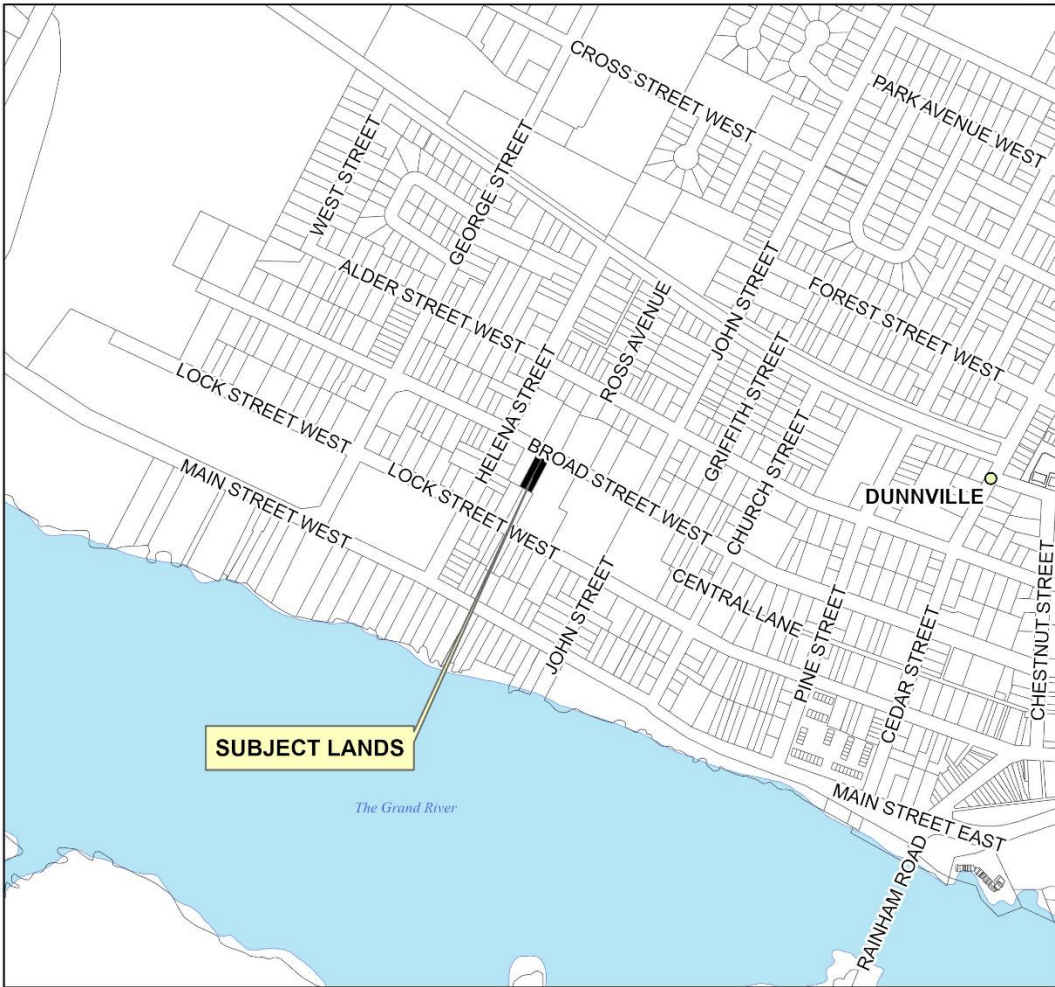 CROSS STREET WEST
PARK AVENUE WEST
WEST STREET
GEORGE STREET
ALDER STREET WEST
ROSS AVENUE
JOHN STREET
FOREST STREET WEST
LOCK STREET WEST
HELENA STREET
GRIFFITH STREET
CHURCH STREET
BROAD STREET WEST
MAIN STREET WEST
LOCK STREET WEST
DUNNVILLE
CENTRAL LANE
JOHN STREET
PINE STREET
CEDAR STREET
CHESTNUT STREET
SUBJECT LANDS
The Grand River
MAIN STREET EAST
RAINHAM ROAD